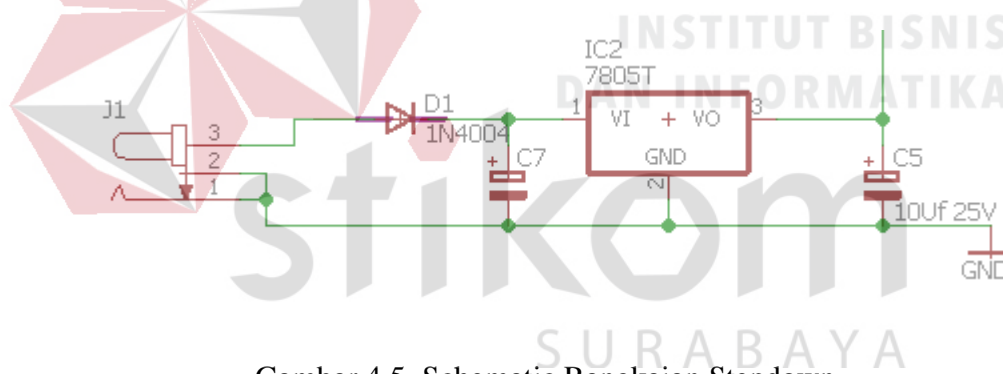 INSTITUT BISNIS
DAN INFORMATIKA
IC2
7805T
J1
3
2
1
D1
1N4004
1
VI + VO
3
GND
2
+
C7
+
C5
10Uf 25V
GND
stikom
SURABAYA
Gambar 4.5 Schematic Rangkaian Stepdown